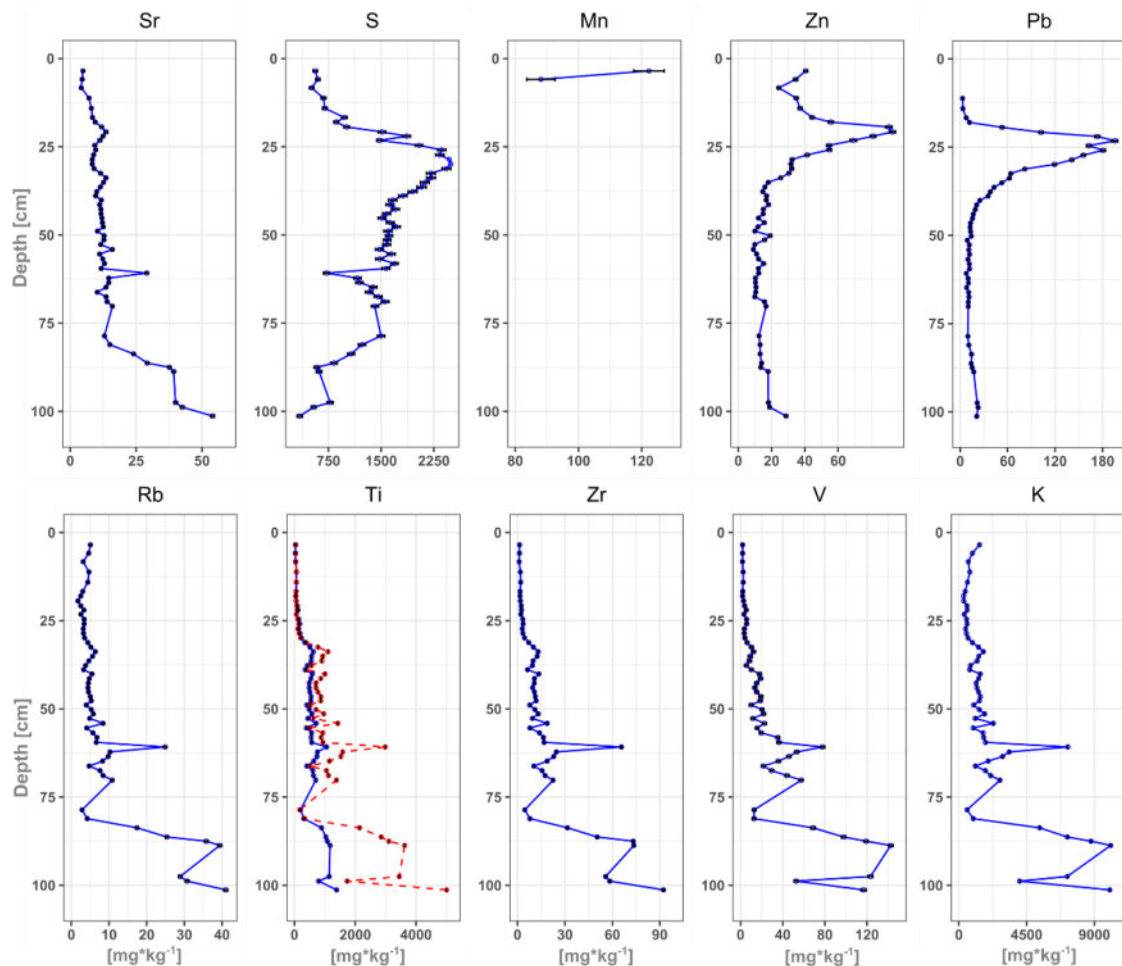 Sr S Mn Zn Pb
0 0 0 0 0
25 25 25 25 25
50 50 50 50 50
75 75 75 75 75
100 100 100 100 100
Depth [cm]
0 25 50 750 1500 2250 80 100 120 0 20 40 60 0 60 120 180
Rb Ti Zr V K
0 0 0 0 0
25 25 25 25 25
50 50 50 50 50
75 75 75 75 75
100 100 100 100 100
Depth [cm]
0 10 20 30 40 0 2000 4000 0 30 60 90 0 40 80 120 0 4500 9000
[mg*kg⁻¹] [mg*kg⁻¹] [mg*kg⁻¹] [mg*kg⁻¹] [mg*kg⁻¹]